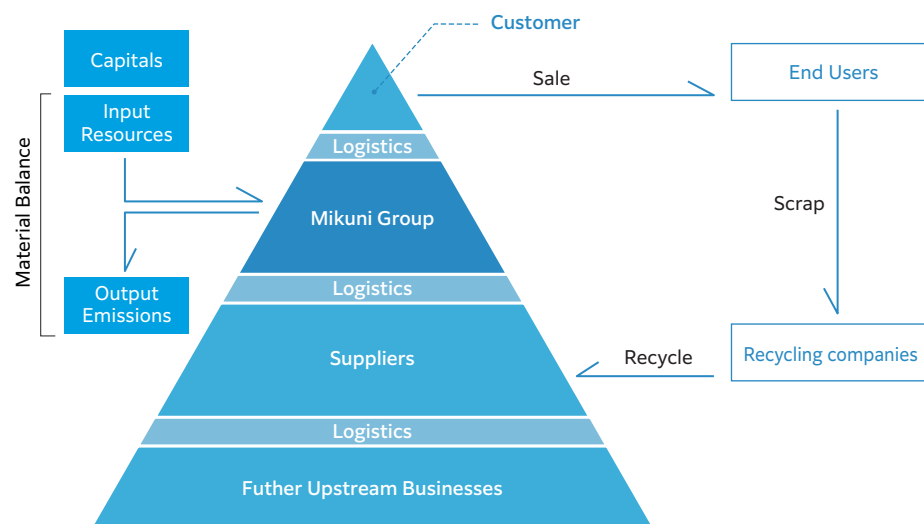 Customer
Capitals
Input
Resources
Material Balance
Output
Emissions
Logistics
Mikuni Group
Logistics
Suppliers
Logistics
Futher Upstream Businesses
Sale
End Users
Scrap
Recycling companies
Recycle